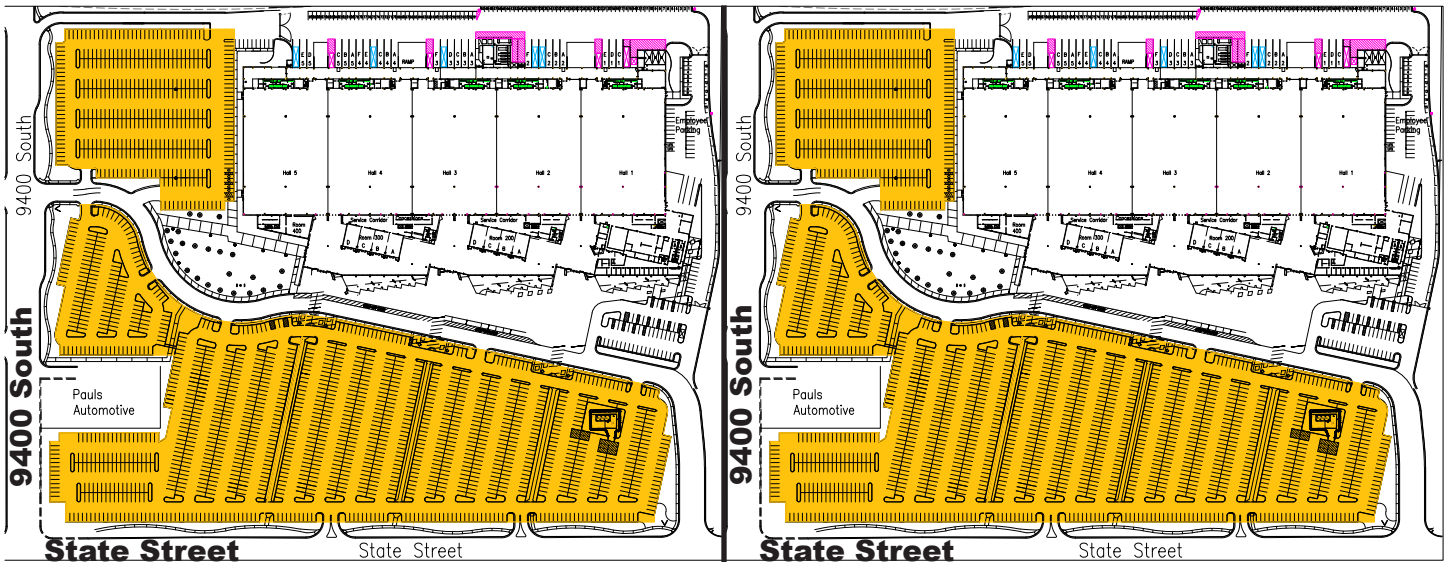 E D C B A F E C B A
RAMP
9400 South
Employee
Parking
Hall 5
Hall 4
Hall 3
Hall 2
Hall 1
Service Corridor
Service Corridor
Room
400
Room 300
D C B
Room 200
D C B A
9400 South
Pauls
Automotive
State Street
State Street
E D C B A F E C B A
RAMP
9400 South
Employee
Parking
Hall 5
Hall 4
Hall 3
Hall 2
Hall 1
Service Corridor
Service Corridor
Room
400
Room 300
D C B A
Room 200
D C B A
9400 South
Pauls
Automotive
State Street
State Street